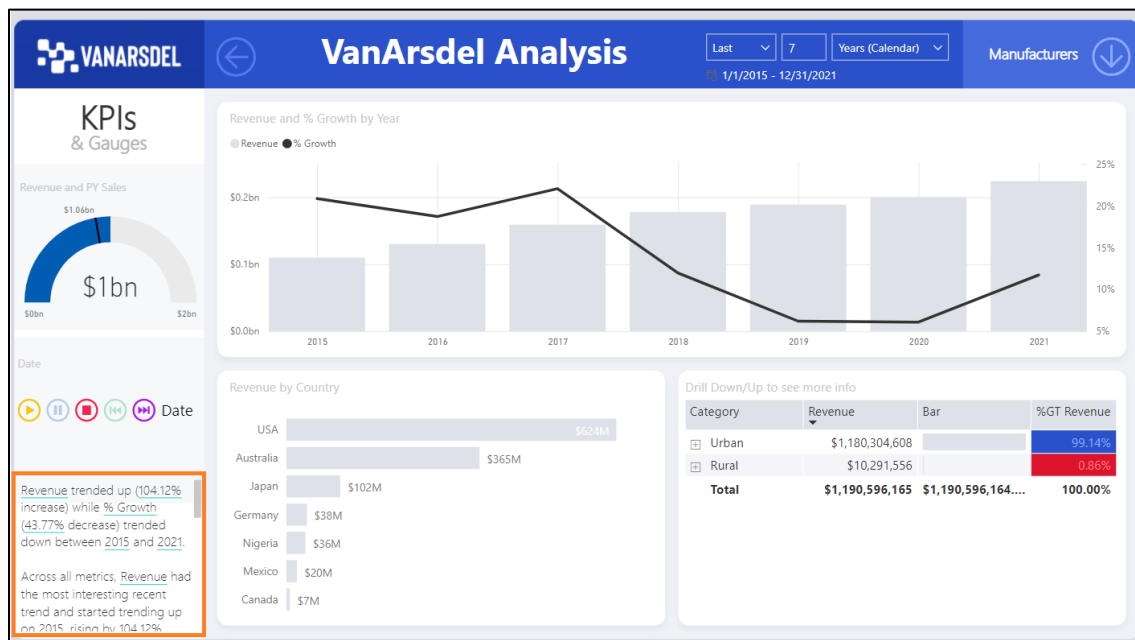 VANARSDEL
VanArsdel Analysis
Last
7
Years (Calendar)
1/1/2015 - 12/31/2021
Manufacturers
KPIs
& Gauges
Revenue and PY Sales
$1.06bn
$1bn
$0bn
$2bn
Date
Date
Revenue trended up (104.12%
increase) while % Growth
(43.77% decrease) trended
down between 2015 and 2021.
Across all metrics, Revenue had
the most interesting recent
trend and started trending up
on 2015, rising by 104.12%
Revenue and % Growth by Year
Revenue
% Growth
$0.2bn
$0.1bn
$0.0bn
25%
20%
15%
10%
5%
2015 2016 2017 2018 2019 2020 2021
Revenue by Country
USA $624M
Australia $365M
Japan $102M
Germany $38M
Nigeria $36M
Mexico $20M
Canada $7M
Drill Down/Up to see more info
Category Revenue Bar %GT Revenue
Urban $1,180,304,608 99.14%
Rural $10,291,556 0.86%
Total $1,190,596,165 $1,190,596,164.... 100.00%